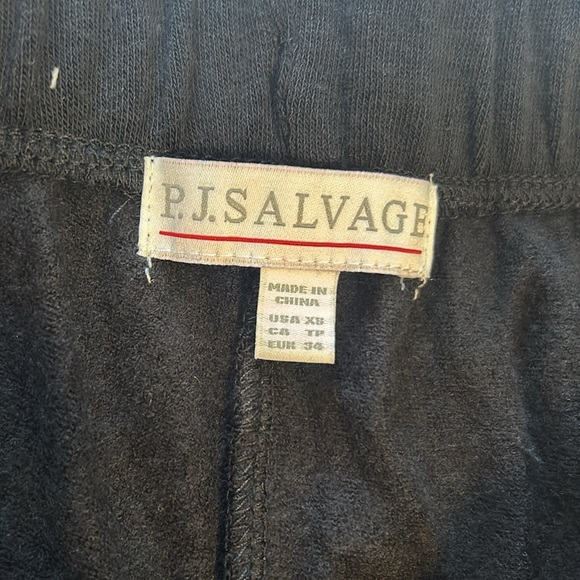 P.J.SALVAGE
MADE IN
CHINA
USA XS
CA TP
EUR 34